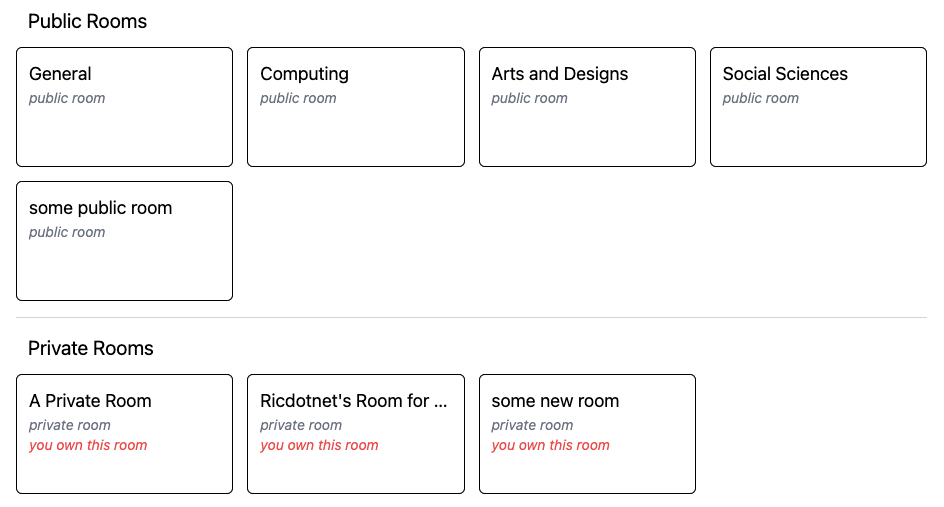 Public Rooms
General
public room
Computing
public room
Arts and Designs
public room
Social Sciences
public room
some public room
public room
Private Rooms
A Private Room
private room
you own this room
Ricdotnet's Room for ...
private room
you own this room
some new room
private room
you own this room